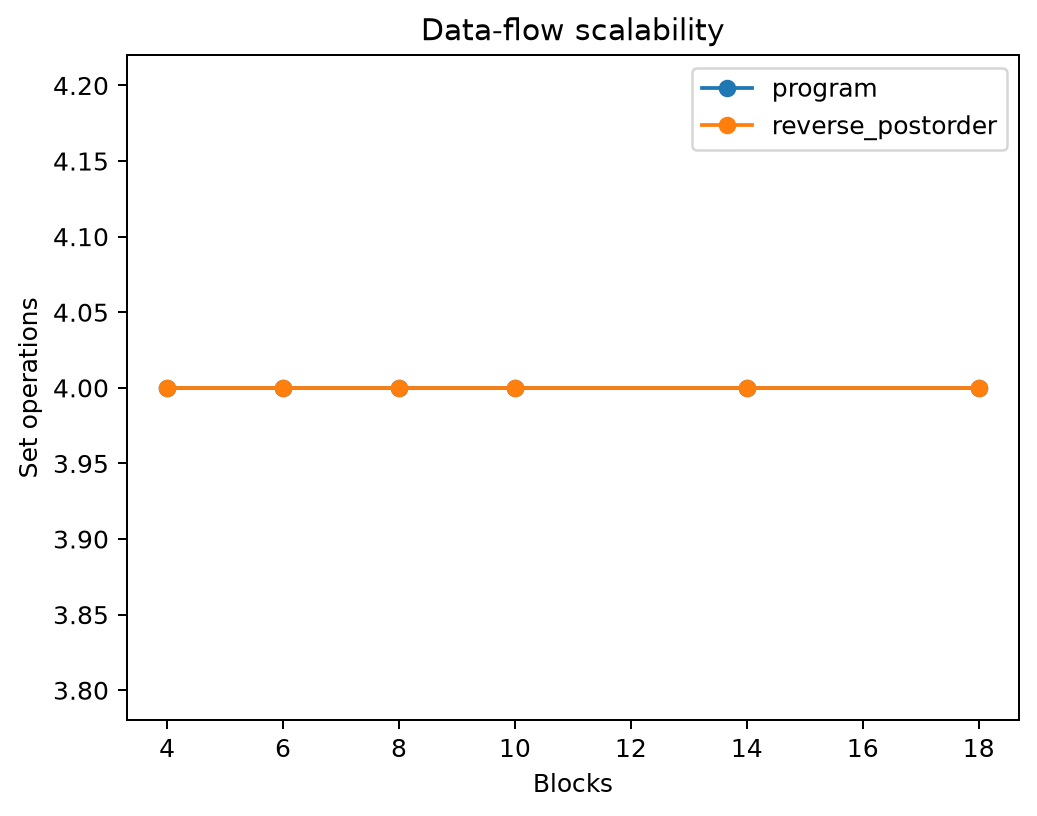 Data-flow scalability
program
reverse_postorder
4.20
4.15
4.10
4.05
4.00
3.95
3.90
3.85
3.80
Set operations
4 6 8 10 12 14 16 18
Blocks